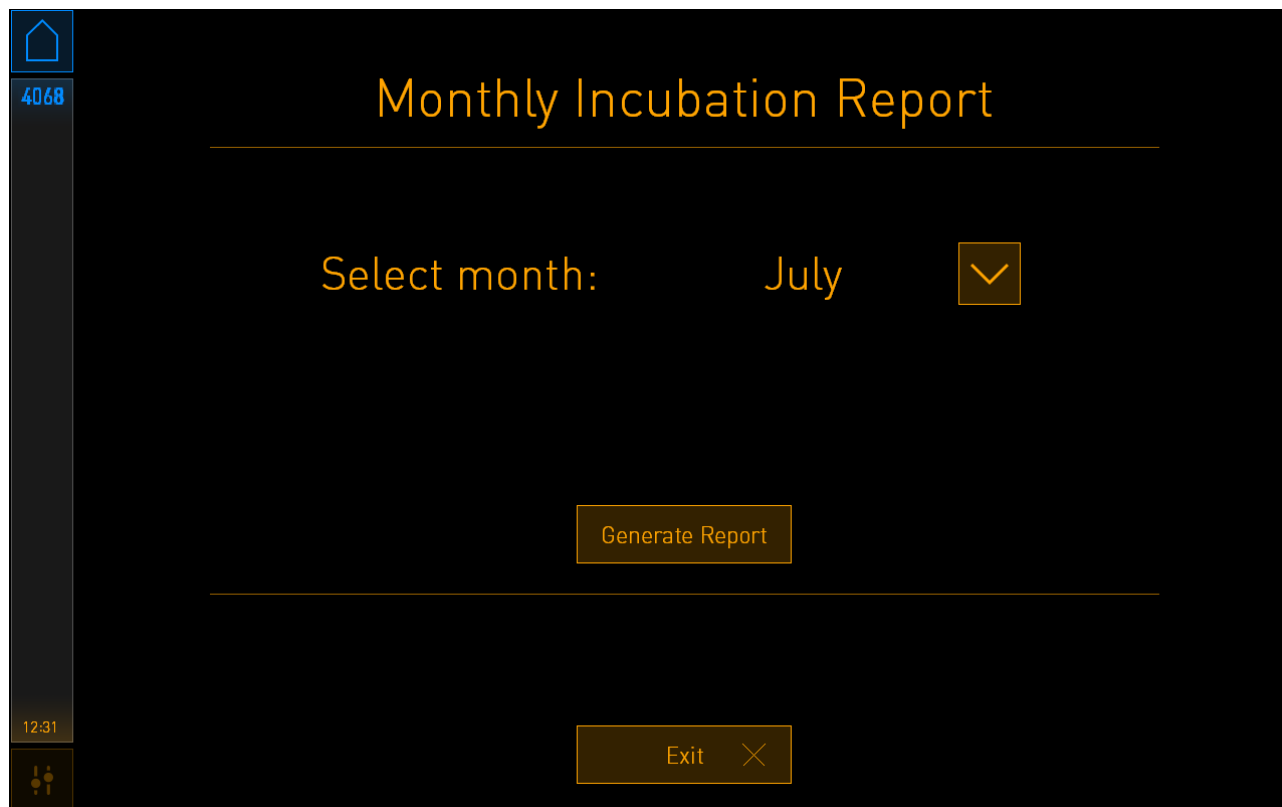 4068
Monthly Incubation Report
Select month: July
Generate Report
12:31
Exit